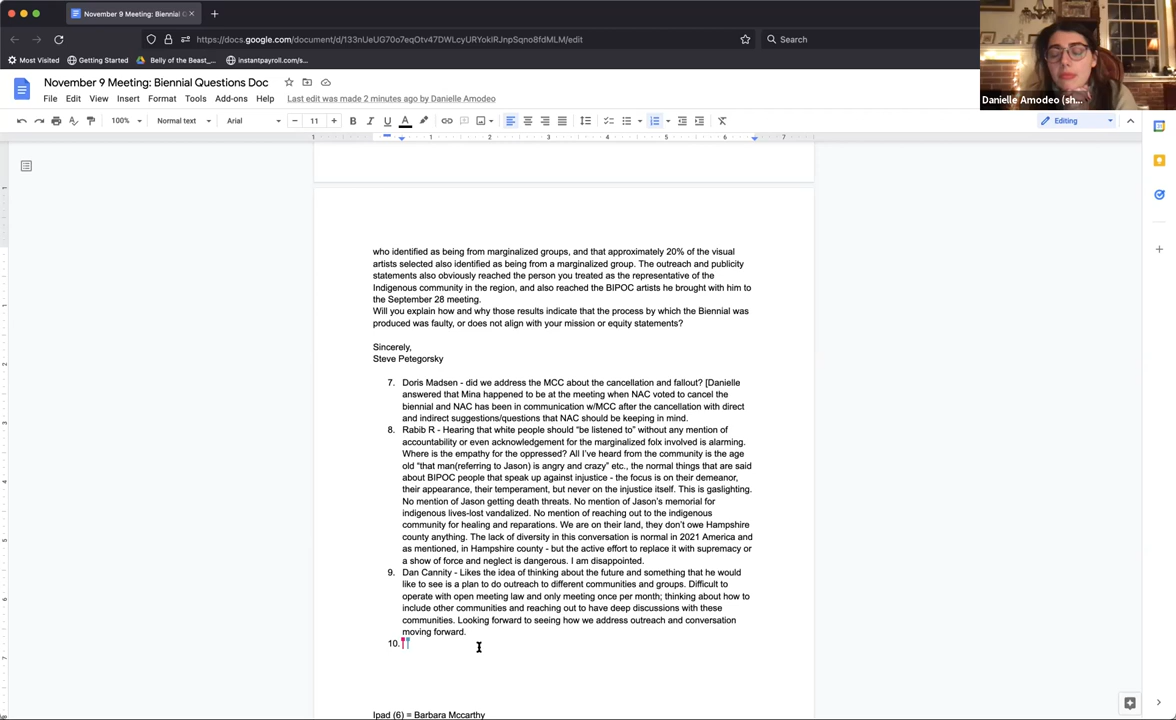 November 9 Meeting: Biennial Q
https://docs.google.com/document/d/133nUeUG70o7eqOtv47DWLcyURYokIRJnpSqno8fdMLM/edit
Search
Most Visited
Getting Started
Belly of the Beast_...
instantpayroll.com/s...
Danielle Amodeo (sh...
November 9 Meeting: Biennial Questions Doc
File Edit View Insert Format Tools Add-ons Help Last edit was made 2 minutes ago by Danielle Amodeo
100% Normal text Arial 11 Editing
who identified as being from marginalized groups, and that approximately 20% of the visual
artists selected also identified as being from a marginalized group. The outreach and publicity
statements also obviously reached the person you treated as the representative of the
Indigenous community in the region, and also reached the BIPOC artists he brought with him to
the September 28 meeting.
Will you explain how and why those results indicate that the process by which the Biennial was
produced was faulty, or does not align with your mission or equity statements?
Sincerely,
Steve Petegorsky
7. Doris Madsen - did we address the MCC about the cancellation and fallout? [Danielle
answered that Mina happened to be at the meeting when NAC voted to cancel the
biennial and NAC has been in communication w/MCC after the cancellation with direct
and indirect suggestions/questions that NAC should be keeping in mind.
8. Rabib R - Hearing that white people should “be listened to” without any mention of
accountability or even acknowledgement for the marginalized folx involved is alarming.
Where is the empathy for the oppressed? All I’ve heard from the community is the age
old “that man(referring to Jason) is angry and crazy” etc., the normal things that are said
about BIPOC people that speak up against injustice - the focus is on their demeanor,
their appearance, their temperament, but never on the injustice itself. This is gaslighting.
No mention of Jason getting death threats. No mention of Jason’s memorial for
indigenous lives-lost vandalized. No mention of reaching out to the indigenous
community for healing and reparations. We are on their land, they don’t owe Hampshire
county anything. The lack of diversity in this conversation is normal in 2021 America and
as mentioned, in Hampshire county - but the active effort to replace it with supremacy or
a show of force and neglect is dangerous. I am disappointed.
9. Dan Cannity - Likes the idea of thinking about the future and something that he would
like to see is a plan to do outreach to different communities and groups. Difficult to
operate with open meeting law and only meeting once per month; thinking about how to
include other communities and reaching out to have deep discussions with these
communities. Looking forward to seeing how we address outreach and conversation
moving forward.
10.
Ipad (6) = Barbara Mccarthy